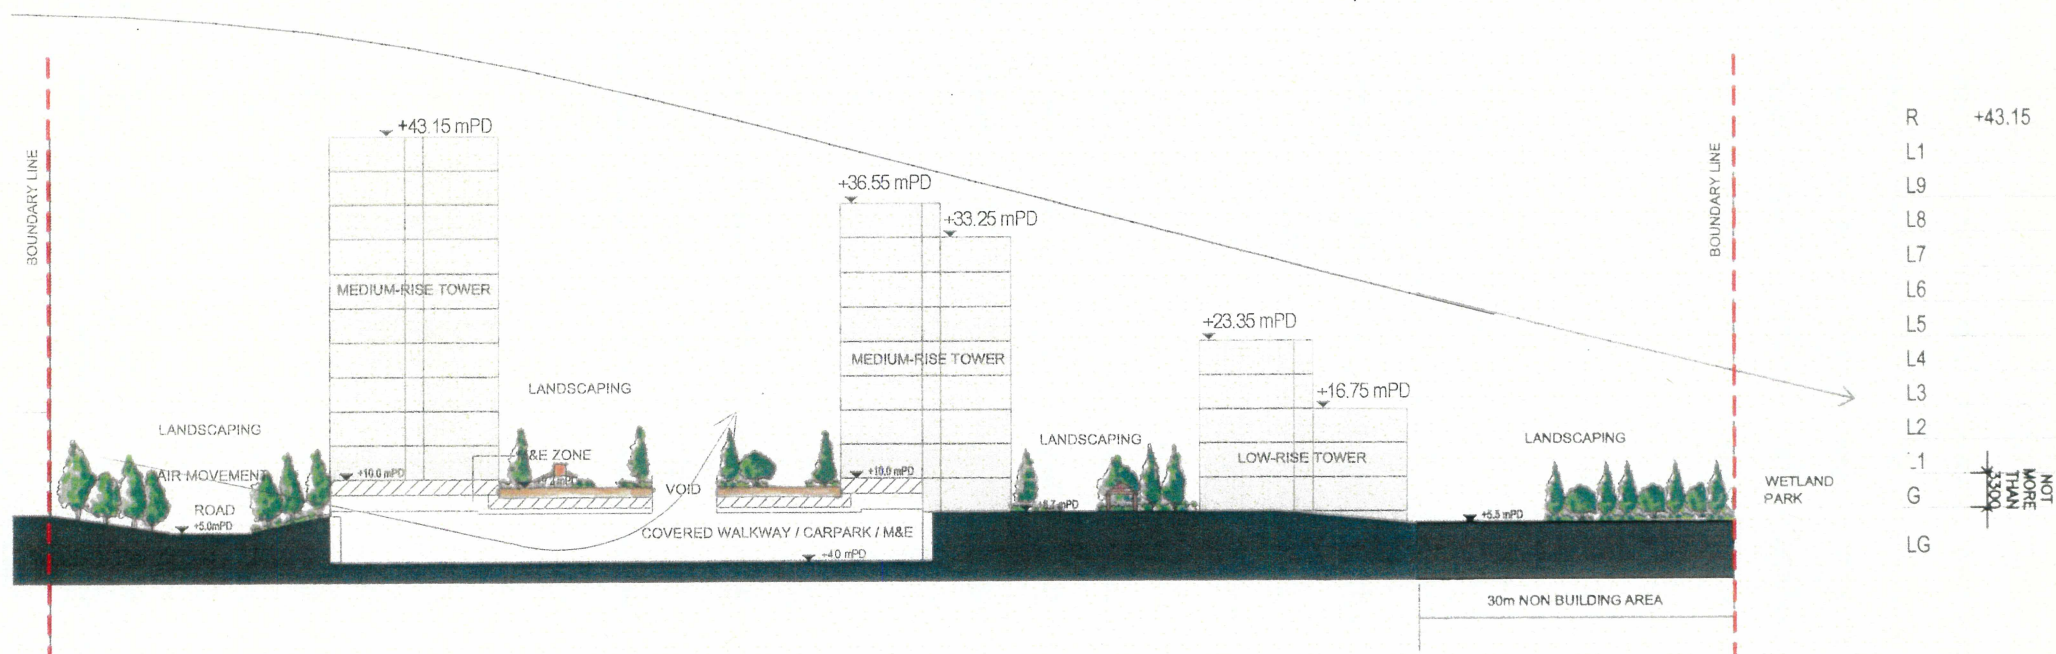 BOUNDARY LINE
+43.15 mPD
+36.55 mPD
+33.25 mPD
+23.35 mPD
+16.75 mPD
MEDIUM-RISE TOWER
MEDIUM-RISE TOWER
LOW-RISE TOWER
LANDSCAPING
LANDSCAPING
LANDSCAPING
LANDSCAPING
AIR MOVEMENT
ROAD
+5.0mPD
+10.0 mPD
M&E ZONE
VOID
+10.0 mPD
COVERED WALKWAY / CARPARK / M&E
+5.5 mPD
30m NON BUILDING AREA
BOUNDARY LINE
WETLAND
PARK
R +43.15
L1
L9
L8
L7
L6
L5
L4
L3
L2
L1
G
LG
3300
NOT
MORE
THAN